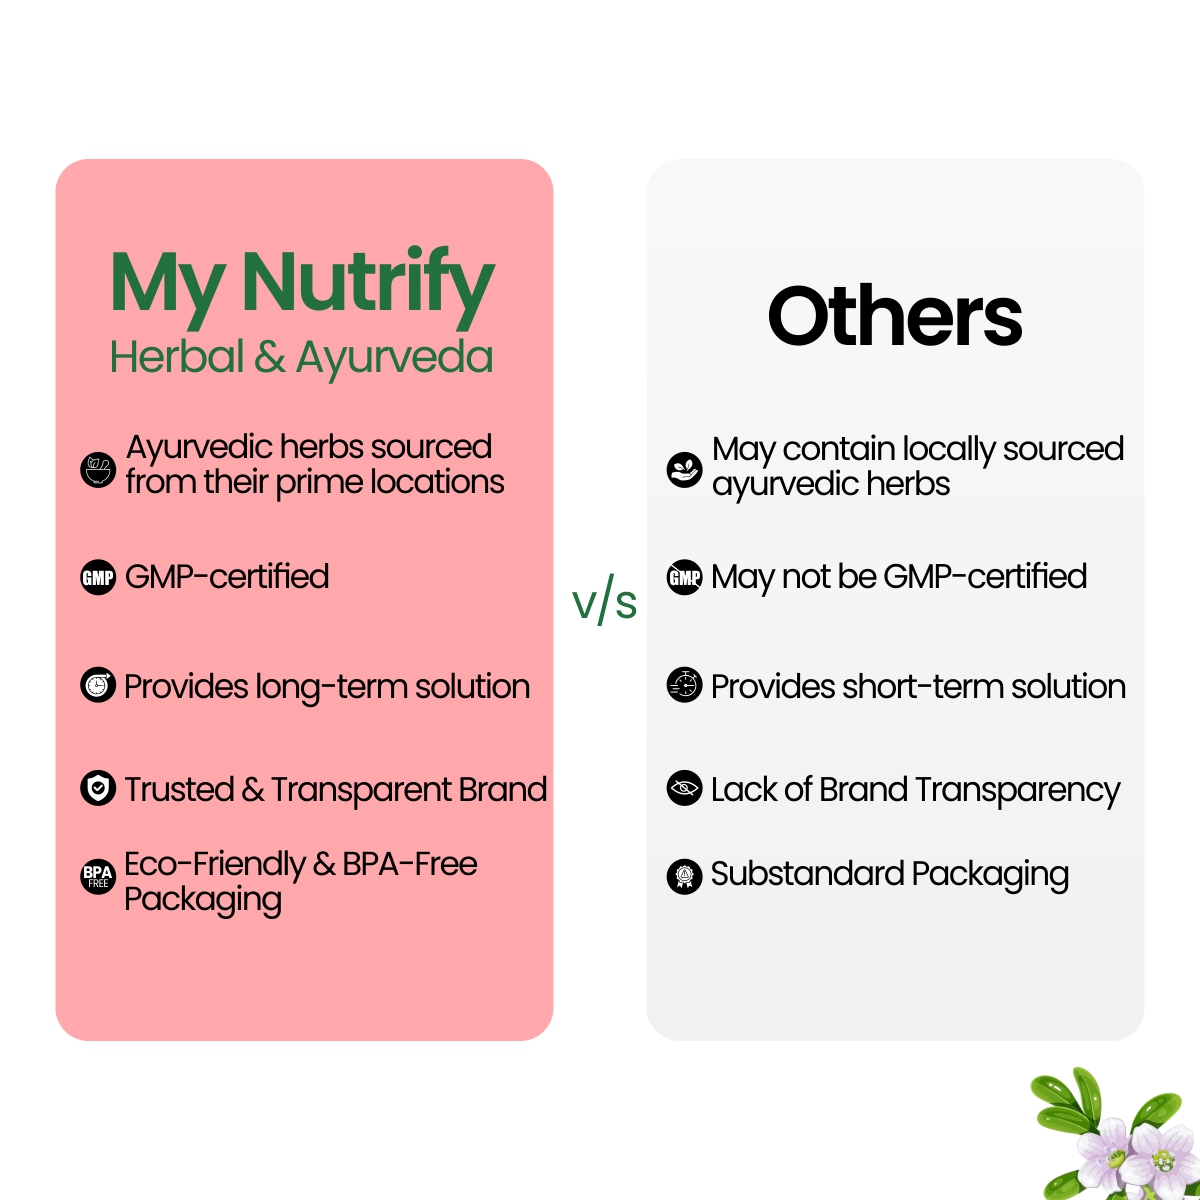 My Nutrify
Herbal & Ayurveda
Ayurvedic herbs sourced
from their prime locations
GMP GMP-certified
Provides long-term solution
Trusted & Transparent Brand
BPA
FREE
Eco-Friendly & BPA-Free
Packaging
v/s
Others
May contain locally sourced
ayurvedic herbs
GMP May not be GMP-certified
Provides short-term solution
Lack of Brand Transparency
Substandard Packaging